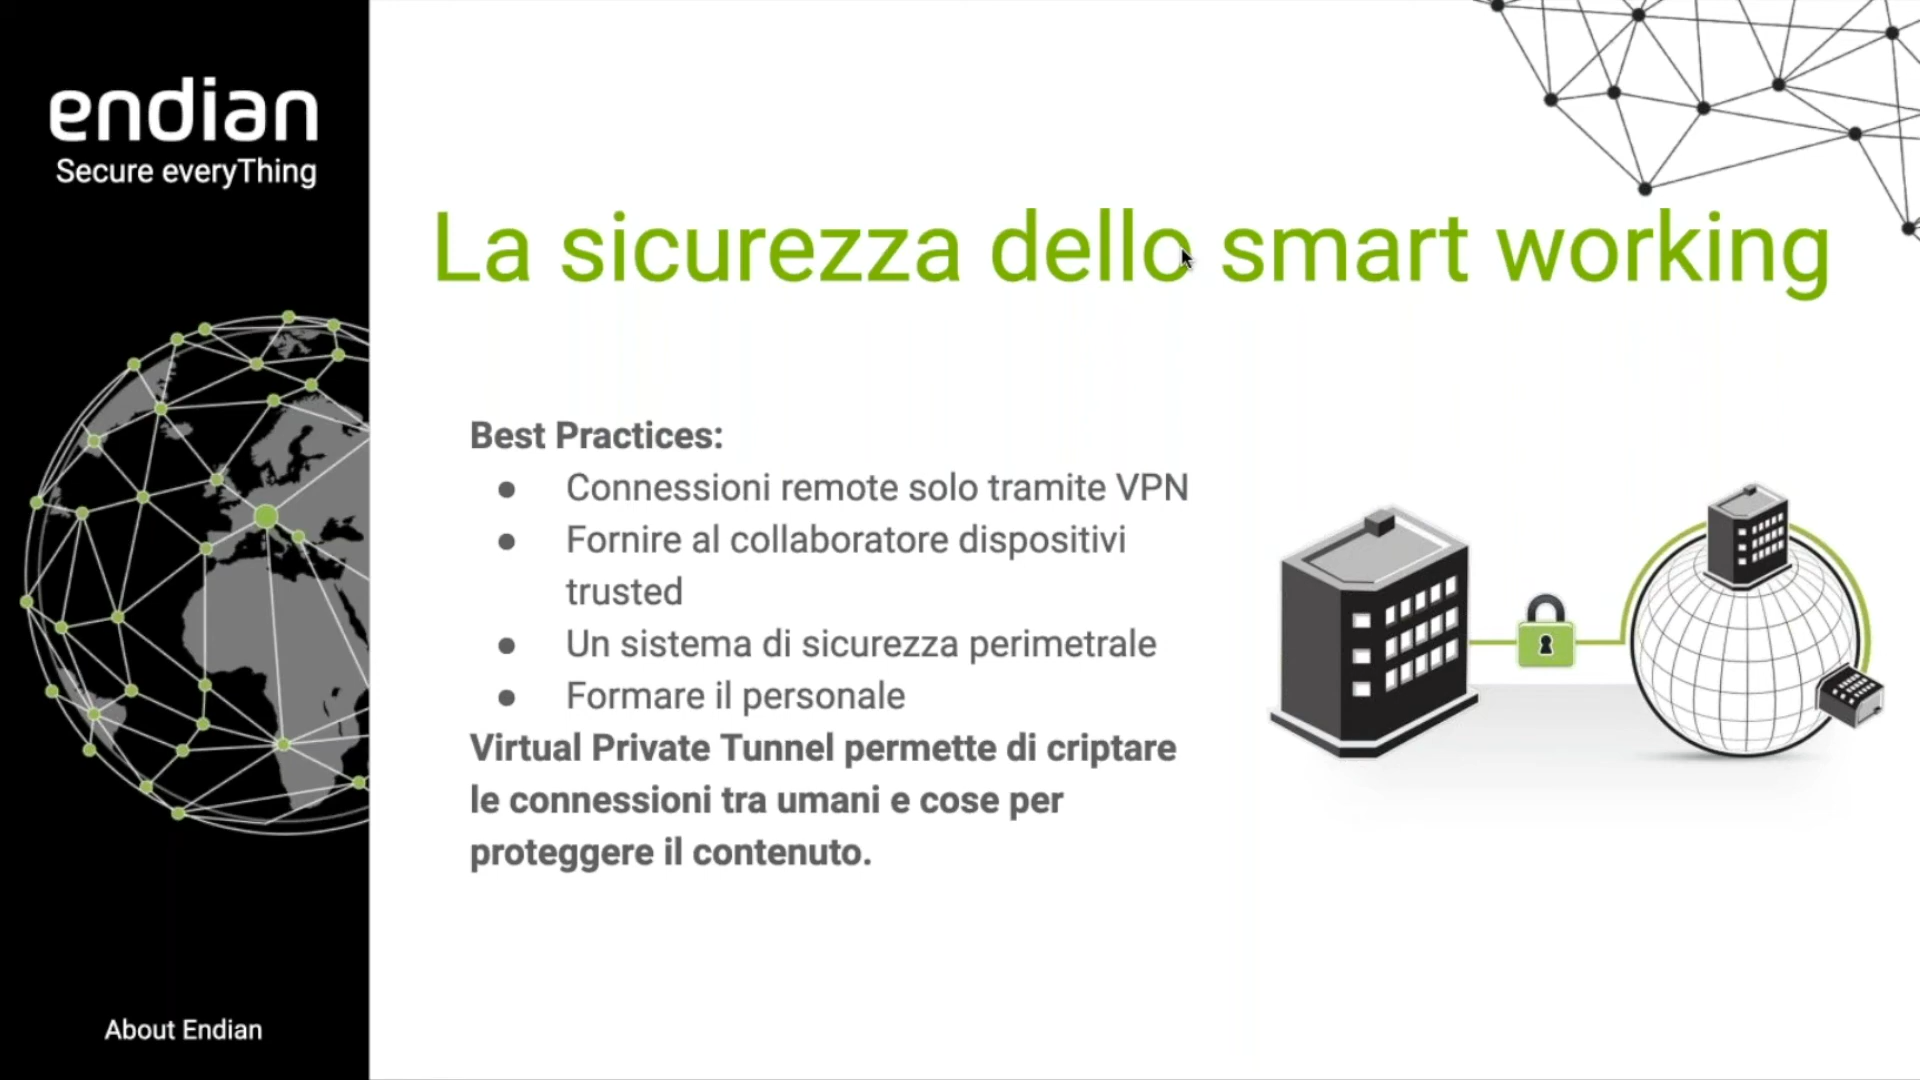 endian
Secure everyThing
La sicurezza dello smart working
Best Practices:
● Connessioni remote solo tramite VPN
● Fornire al collaboratore dispositivi
trusted
● Un sistema di sicurezza perimetrale
● Formare il personale
Virtual Private Tunnel permette di criptare
le connessioni tra umani e cose per
proteggere il contenuto.
About Endian